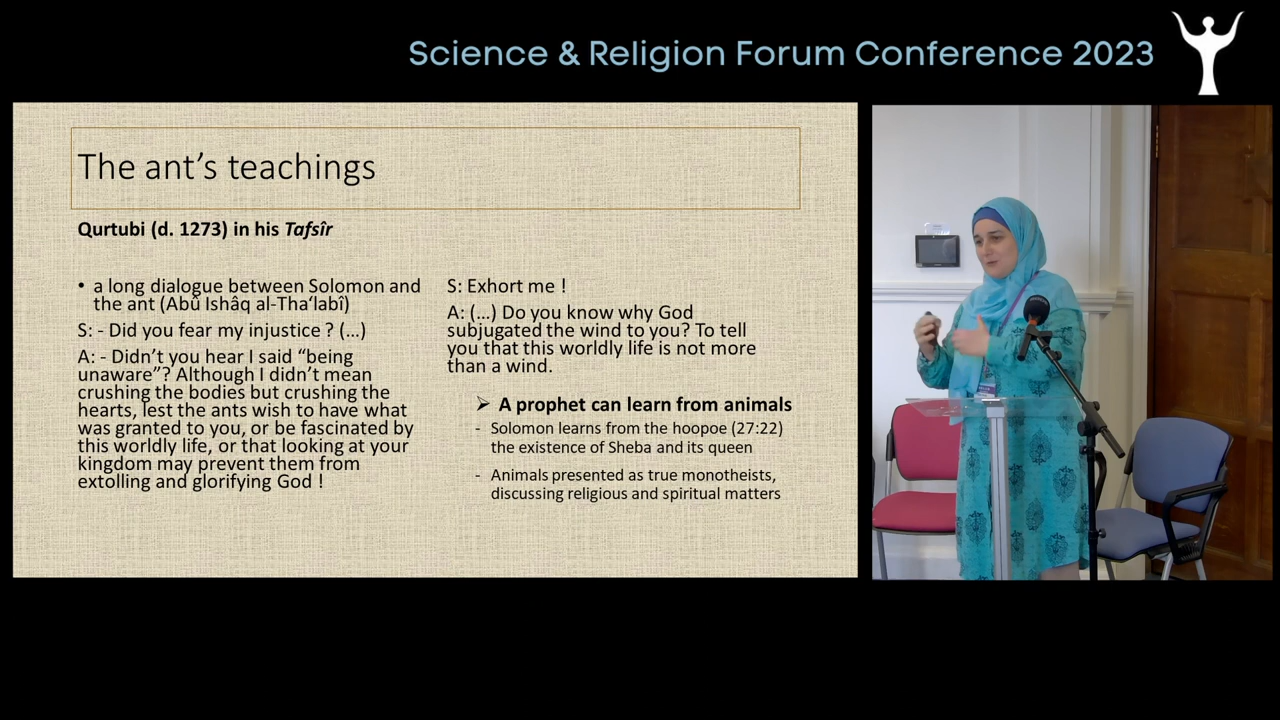 Science & Religion Forum Conference 2023
The ant’s teachings
Qurtubi (d. 1273) in his Tafsîr
• a long dialogue between Solomon and
the ant (Abû Ishâq al-Tha‘labî)
S: - Did you fear my injustice ? (…)
A: - Didn’t you hear I said “being
unaware”? Although I didn’t mean
crushing the bodies but crushing the
hearts, lest the ants wish to have what
was granted to you, or be fascinated by
this worldly life, or that looking at your
kingdom may prevent them from
extolling and glorifying God !
S: Exhort me !
A: (…) Do you know why God
subjugated the wind to you? To tell
you that this worldly life is not more
than a wind.
➢ A prophet can learn from animals
- Solomon learns from the hoopoe (27:22)
the existence of Sheba and its queen
- Animals presented as true monotheists,
discussing religious and spiritual matters